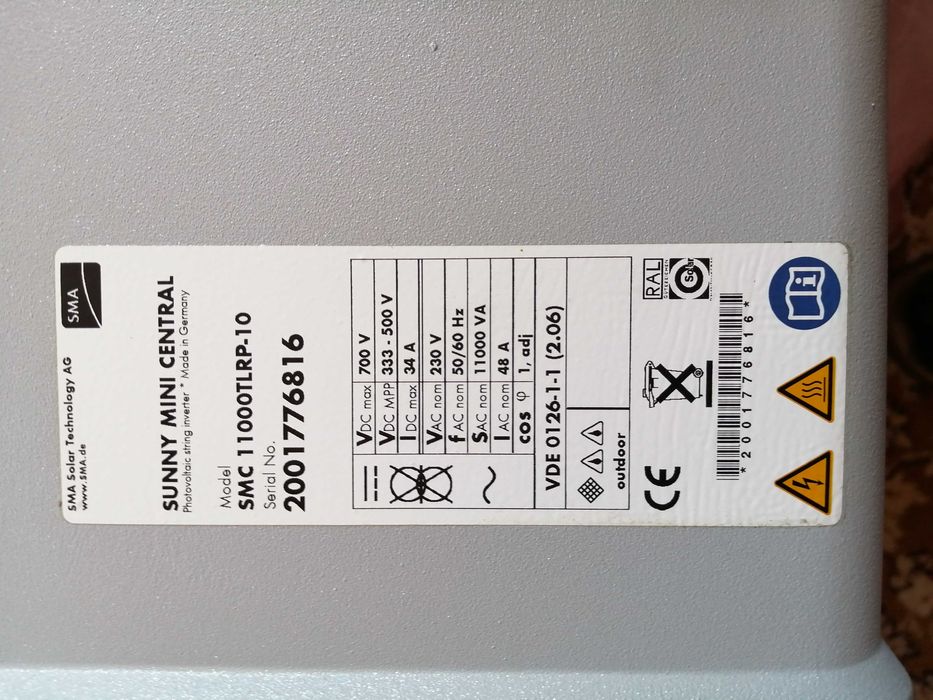 SMA Solar Technology AG
www.SMA.de
SMA
SUNNY MINI CENTRAL
Photovoltaic string inverter * Made in Germany
Model
SMC 11000TLRP-10
Serial No.
2001776816
VDC max 700 V
VDC MPP 333 - 500 V
IDC max 34 A
VAC nom 230 V
fAC nom 50/60 Hz
SAC nom 11000 VA
IAC nom 48 A
cos φ 1, adj
VDE 0126-1-1 (2.06)
outdoor
CE
RAL
GÜTEZEICHEN
Solar
*2001776816*